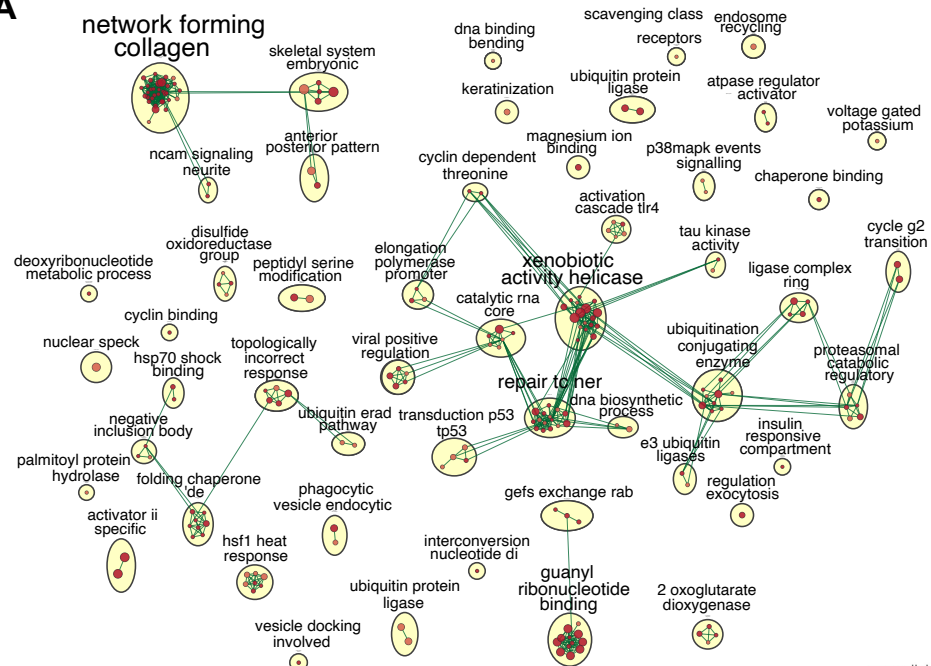 A
network forming
collagen
skeletal system
embryonic
dna binding
bending
scavenging class
receptors
endosome
recycling
keratinization
ubiquitin protein
ligase
atpase regulator
activator
voltage gated
potassium
ncam signaling
neurite
anterior
posterior pattern
cyclin dependent
threonine
magnesium ion
binding
p38mapk events
signalling
chaperone binding
activation
cascade tlr4
disulfide
oxidoreductase
group
deoxyribonucleotide
metabolic process
peptidyl serine
modification
elongation
polymerase
promoter
xenobiotic
activity helicase
tau kinase
activity
cycle g2
transition
ligase complex
ring
catalytic rna
core
cyclin binding
nuclear speck
hsp70 shock
binding
topologically
incorrect
response
viral positive
regulation
ubiquitination
conjugating
enzyme
proteasomal
catabolic
regulatory
repair
ner
dna biosynthetic
process
negative
inclusion body
ubiquitin erad
pathway
transduction p53
tp53
e3 ubiquitin
ligases
insulin
responsive
compartment
palmitoyl protein
hydrolase
folding chaperone
'de
phagocytic
vesicle endocytic
gefs exchange rab
regulation
exocytosis
activator ii
specific
hsf1 heat
response
interconversion
nucleotide di
guanyl
ribonucleotide
binding
2 oxoglutarate
dioxygenase
ubiquitin protein
ligase
vesicle docking
involved